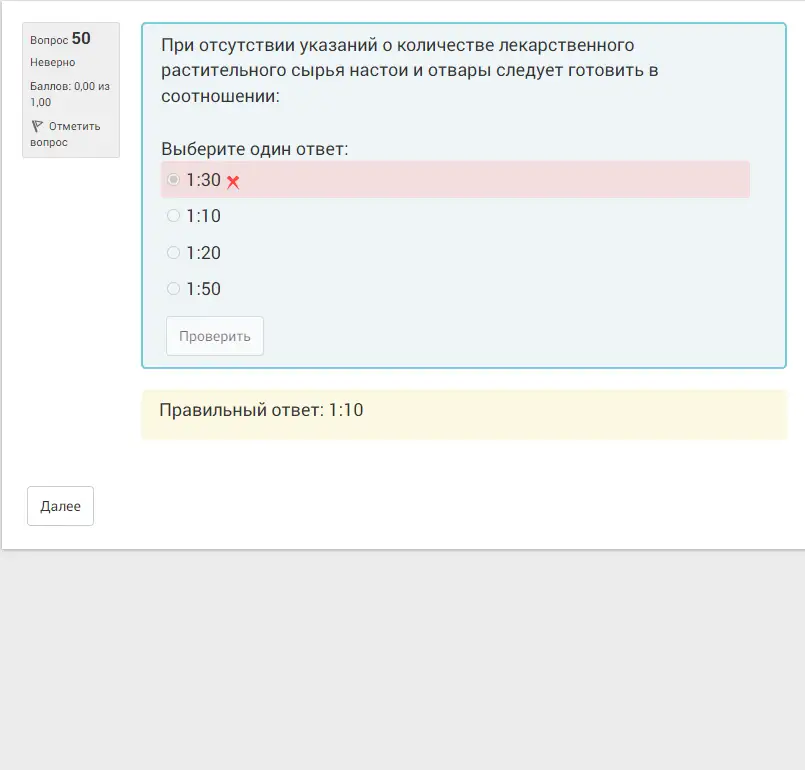 Вопрос 50
Неверно
Баллов: 0,00 из
1,00
Отметить
вопрос
При отсутствии указаний о количестве лекарственного
растительного сырья настои и отвары следует готовить в
соотношении:
Выберите один ответ:
1:30
1:10
1:20
1:50
Проверить
Правильный ответ: 1:10
Далее